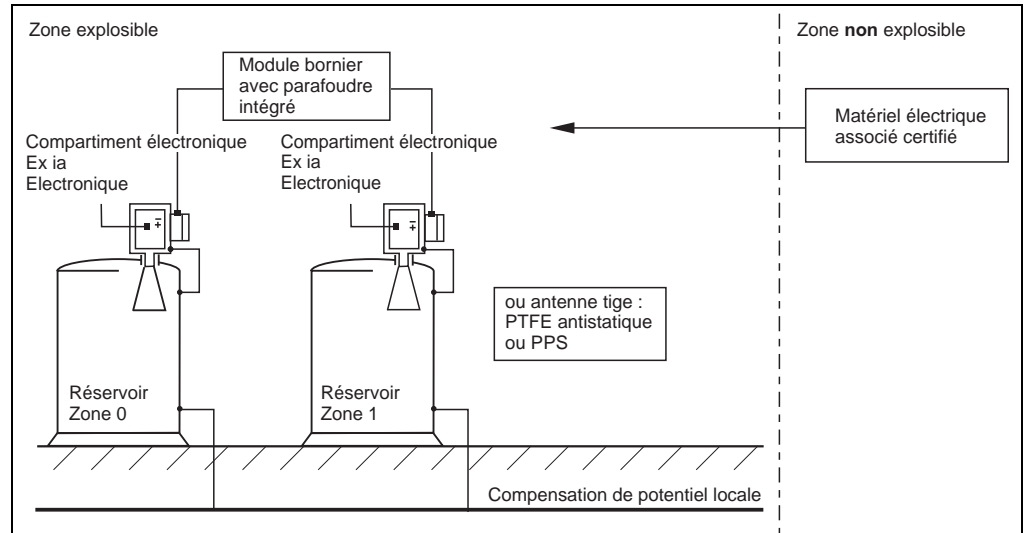 Zone explosible
Zone non explosible
Module bornier
avec parafoudre
intégré
Matériel électrique
associé certifié
Compartiment électronique
Ex ia
Electronique
Compartiment électronique
Ex ia
Electronique
ou antenne tige :
PTFE antistatique
ou PPS
Réservoir
Zone 0
Réservoir
Zone 1
Compensation de potentiel locale